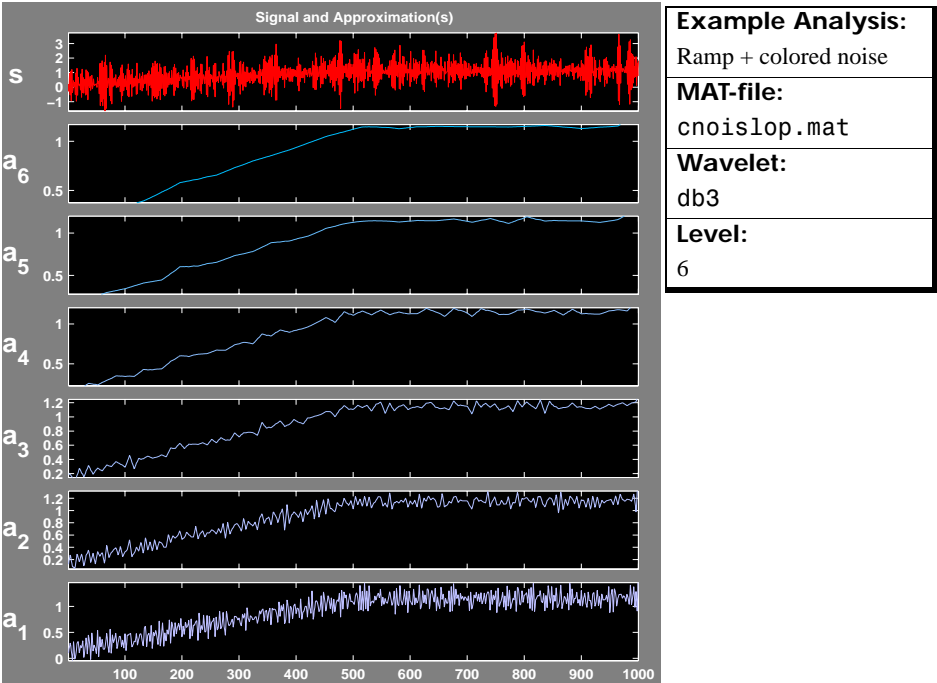 Signal and Approximation(s)
s
3
2
1
0
−1
a6
1
0.5
a5
1
0.5
a4
1
0.5
a3
1.2
1
0.8
0.6
0.4
0.2
a2
1.2
1
0.8
0.6
0.4
0.2
a1
1
0.5
0
100 200 300 400 500 600 700 800 900 1000
Example Analysis:
Ramp + colored noise
MAT-file:
cnoislop.mat
Wavelet:
db3
Level:
6